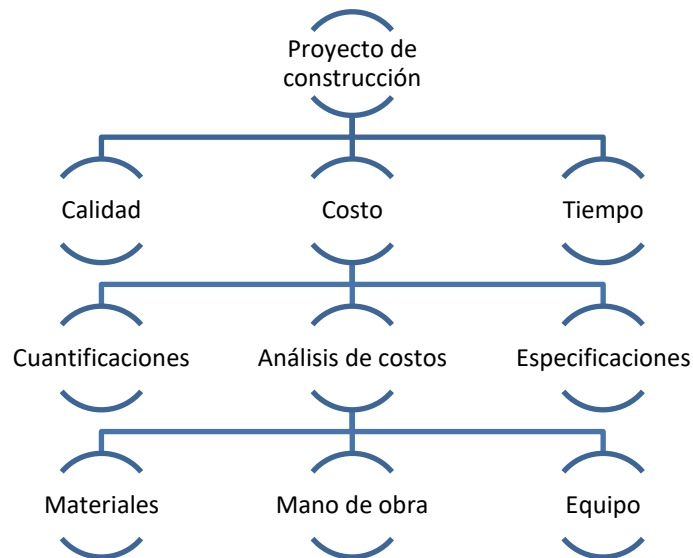 Proyecto de
construcción
Calidad
Costo
Tiempo
Cuantificaciones
Análisis de costos
Especificaciones
Materiales
Mano de obra
Equipo